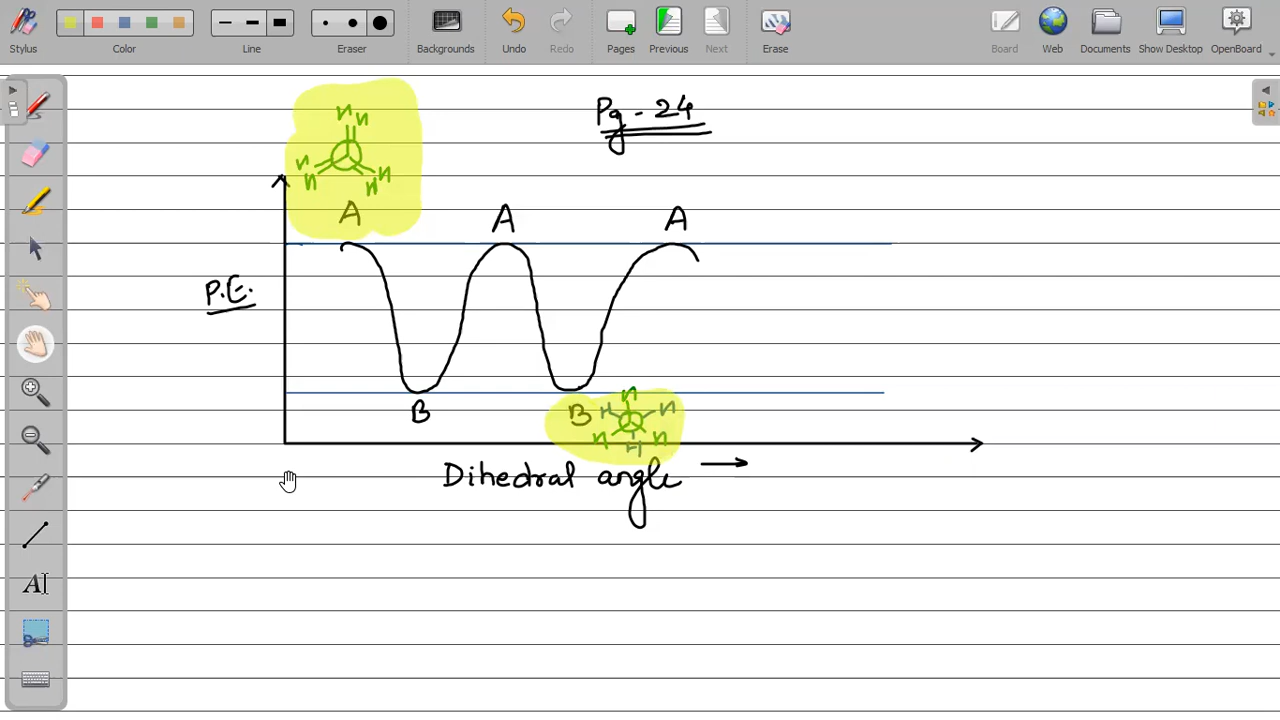 Stylus Color Line Eraser Backgrounds Undo Redo Pages Previous Next Erase Board Web Documents Show Desktop OpenBoard
Pg - 24
A A A
P.E.
B B
H H
Dihedral angle →